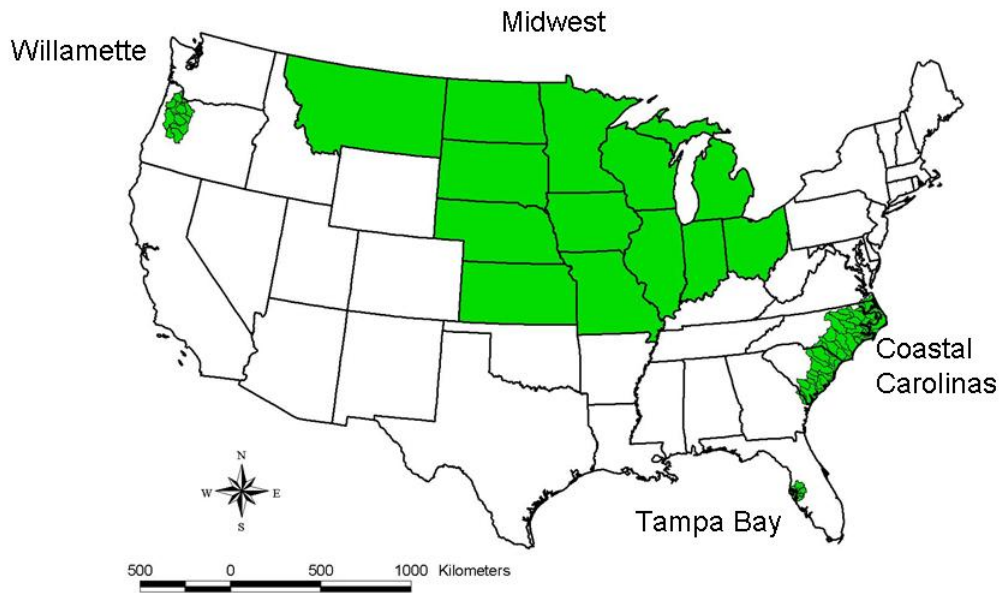 Midwest
Willamette
Coastal
Carolinas
N
W E
S
Tampa Bay
500 0 500 1000 Kilometers